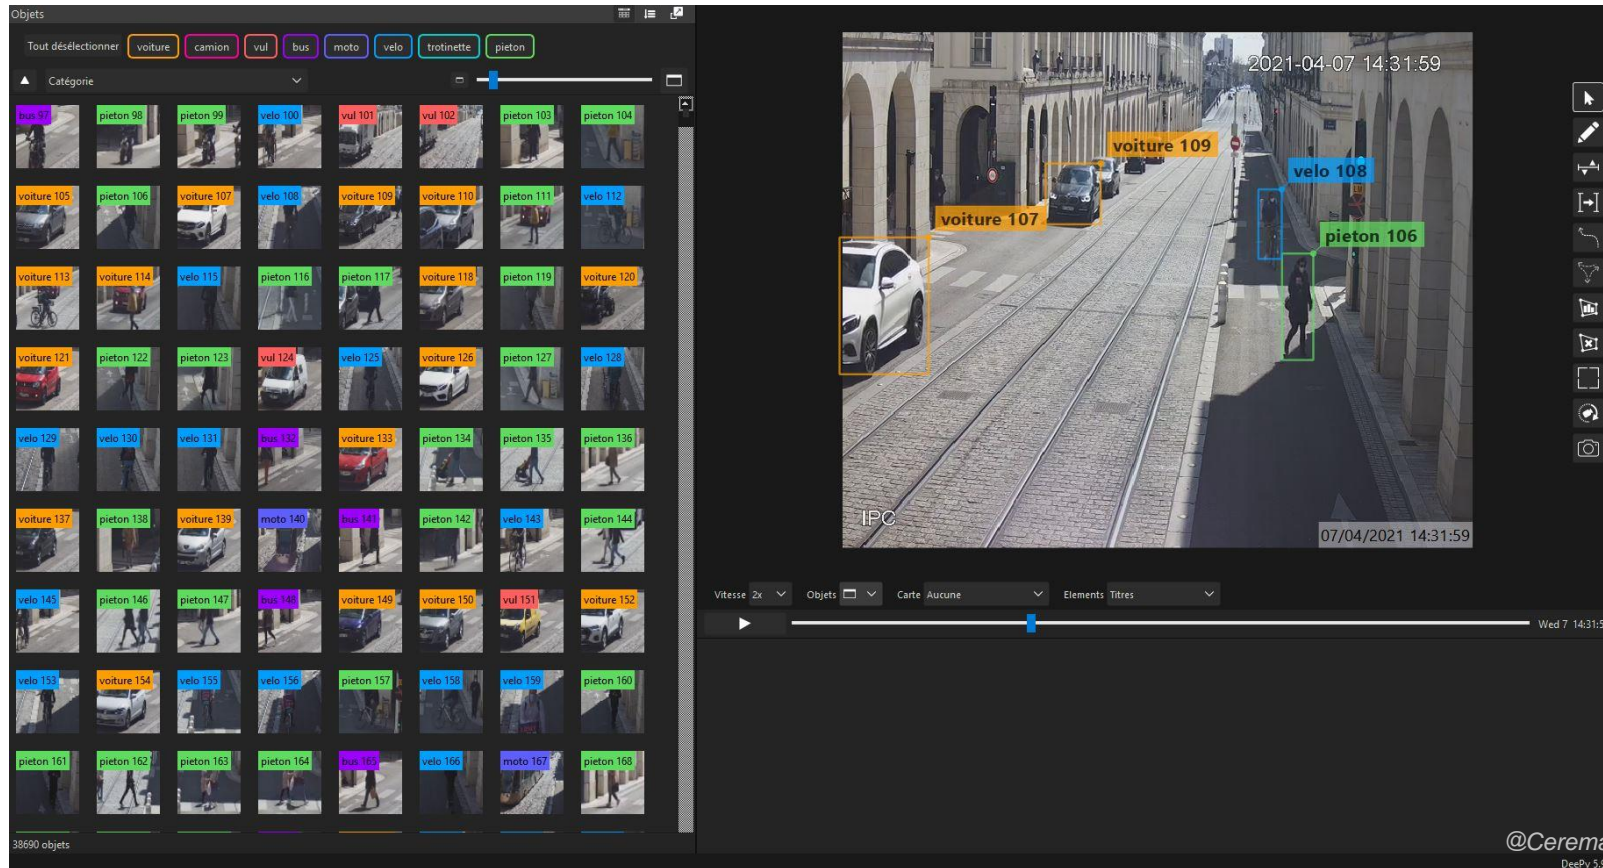 Objets
Tout désélectionner voiture camion vul bus moto velo trotinette pieton
Catégorie
bus 97 pieton 98 pieton 99 velo 100 vul 101 vul 102 pieton 103 pieton 104
voiture 105 pieton 106 voiture 107 velo 108 voiture 109 voiture 110 pieton 111 velo 112
voiture 113 voiture 114 velo 115 pieton 116 pieton 117 voiture 118 pieton 119 voiture 120
voiture 121 pieton 122 pieton 123 vul 124 velo 125 voiture 126 pieton 127 velo 128
velo 129 velo 130 velo 131 bus 132 voiture 133 pieton 134 pieton 135 pieton 136
voiture 137 pieton 138 voiture 139 moto 140 bus 141 pieton 142 velo 143 pieton 144
velo 145 pieton 146 pieton 147 bus 148 voiture 149 voiture 150 vul 151 voiture 152
velo 153 voiture 154 velo 155 velo 156 pieton 157 velo 158 velo 159 pieton 160
pieton 161 pieton 162 pieton 163 pieton 164 bus 165 velo 166 moto 167 pieton 168
38690 objets
2021-04-07 14:31:59
voiture 109
velo 108
voiture 107
pieton 106
IPC
07/04/2021 14:31:59
Vitesse 2x Objets Carte Aucune Elements Titres
Wed 7 14:31:5
@Cerema
DeePy 5.9